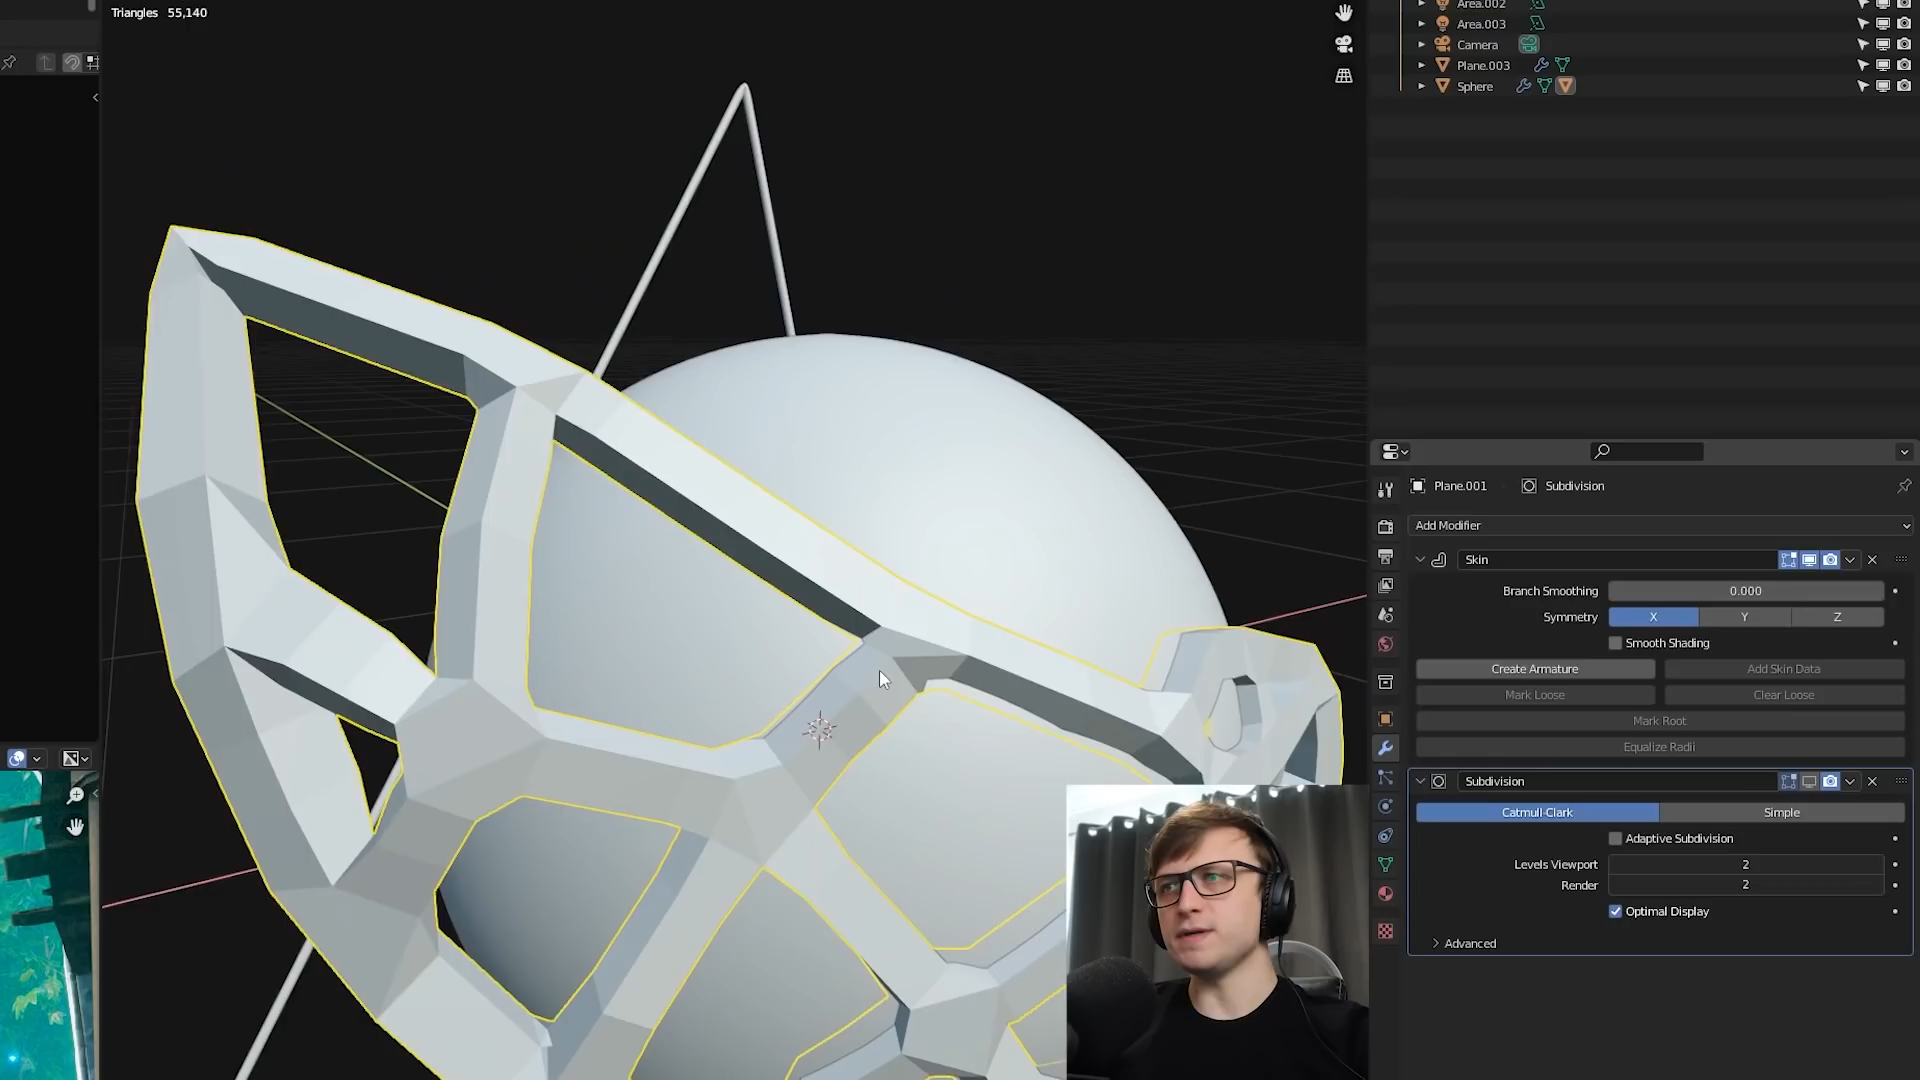 Triangles 55,140
Area.002
Area.003
Camera
Plane.003
Sphere
Plane.001 Subdivision
Add Modifier
Skin
Branch Smoothing 0.000
Symmetry X Y Z
Smooth Shading
Create Armature Add Skin Data
Mark Loose Clear Loose
Mark Root
Equalize Radii
Subdivision
Catmull-Clark Simple
Adaptive Subdivision
Levels Viewport 2
Render 2
Optimal Display
Advanced